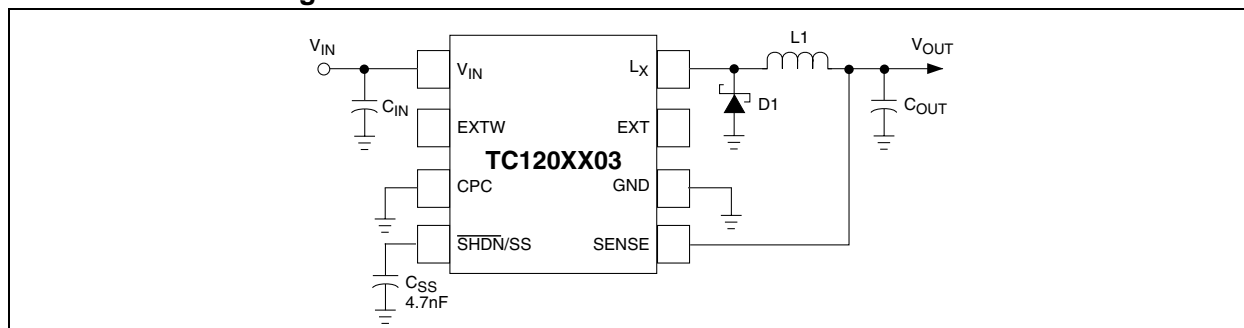 V_IN
C_IN
V_IN
EXTW
CPC
SHDN/SS
C_SS
4.7nF
TC120XX03
L_X
EXT
GND
SENSE
L1
D1
V_OUT
C_OUT